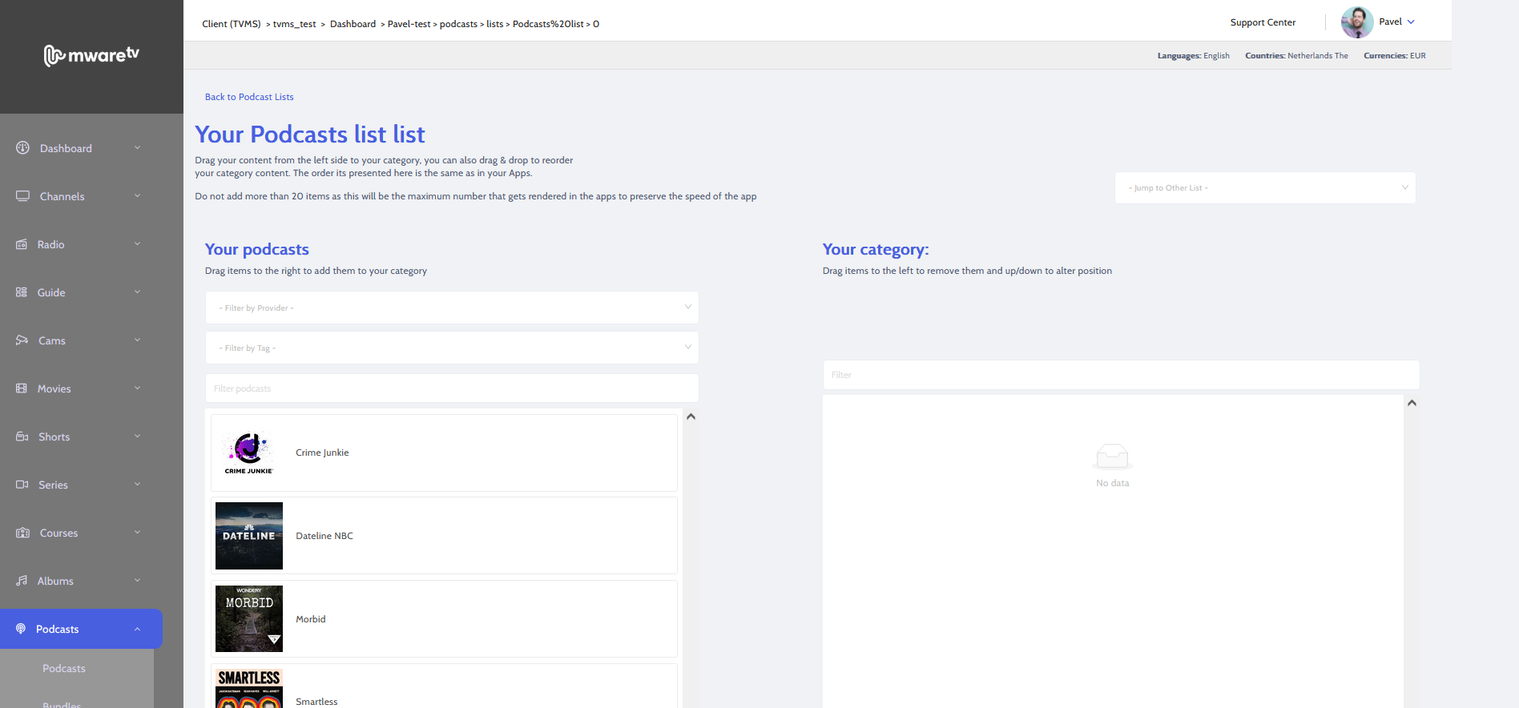 mwaretv
Client (TVMS) > tvms_test > Dashboard > Pavel-test > podcasts > lists > Podcasts%20list > 0
Support Center
Pavel
Languages: English Countries: Netherlands The Currencies: EUR
Dashboard
Channels
Radio
Guide
Cams
Movies
Shorts
Series
Courses
Albums
Podcasts
Podcasts
Bundles
Back to Podcast Lists
Your Podcasts list list
Drag your content from the left side to your category, you can also drag & drop to reorder
your category content. The order its presented here is the same as in your Apps.
Do not add more than 20 items as this will be the maximum number that gets rendered in the apps to preserve the speed of the app
- Jump to Other List -
Your podcasts
Drag items to the right to add them to your category
- Filter by Provider -
- Filter by Tag -
Filter podcasts
CRIME JUNKIE
Crime Junkie
DATELINE
Dateline NBC
WONDERY
MORBID
Morbid
SMARTLESS
JASON BATEMAN SEAN HAYES WILL ARNETT
Smartless
Your category:
Drag items to the left to remove them and up/down to alter position
Filter
No data